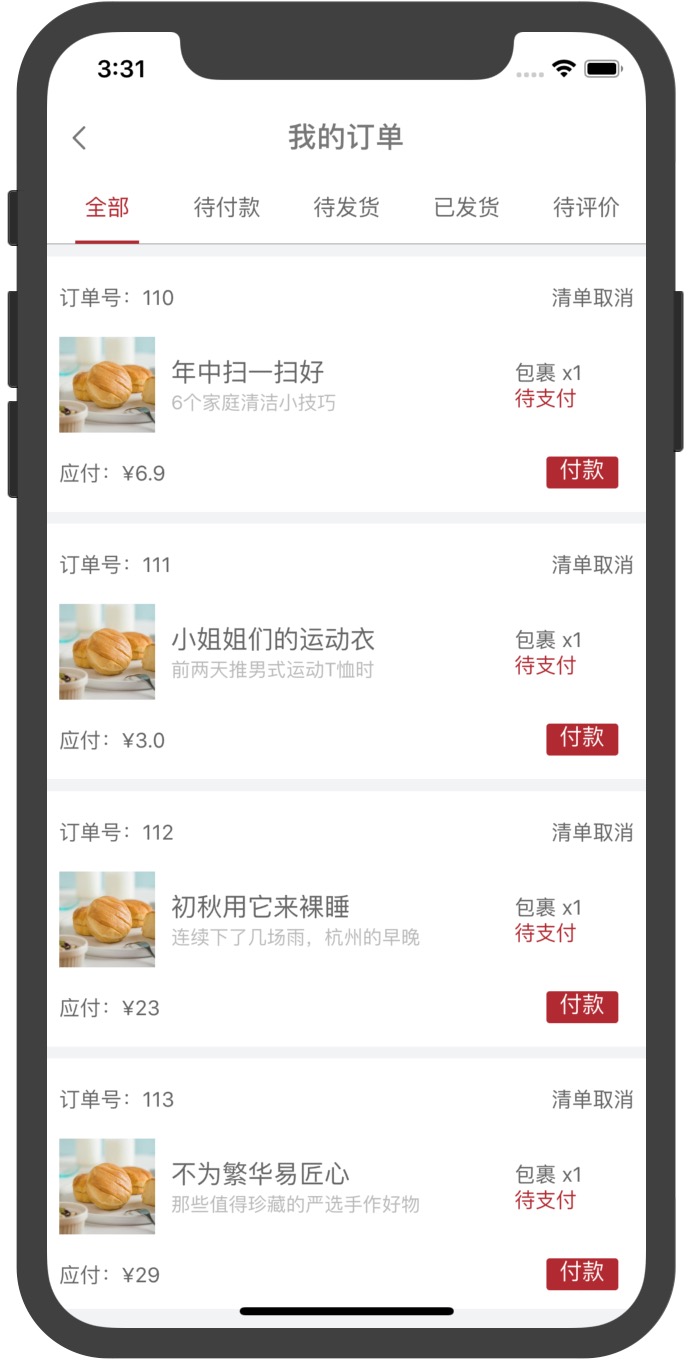 3:31
我的订单
全部 待付款 待发货 已发货 待评价
订单号：110 清单取消
年中扫一扫好 包裹 x1
6个家庭清洁小技巧 待支付
应付：¥6.9 付款
订单号：111 清单取消
小姐姐们的运动衣 包裹 x1
前两天推男式运动T恤时 待支付
应付：¥3.0 付款
订单号：112 清单取消
初秋用它来裸睡 包裹 x1
连续下了几场雨，杭州的早晚 待支付
应付：¥23 付款
订单号：113 清单取消
不为繁华易匠心 包裹 x1
那些值得珍藏的严选手作好物 待支付
应付：¥29 付款